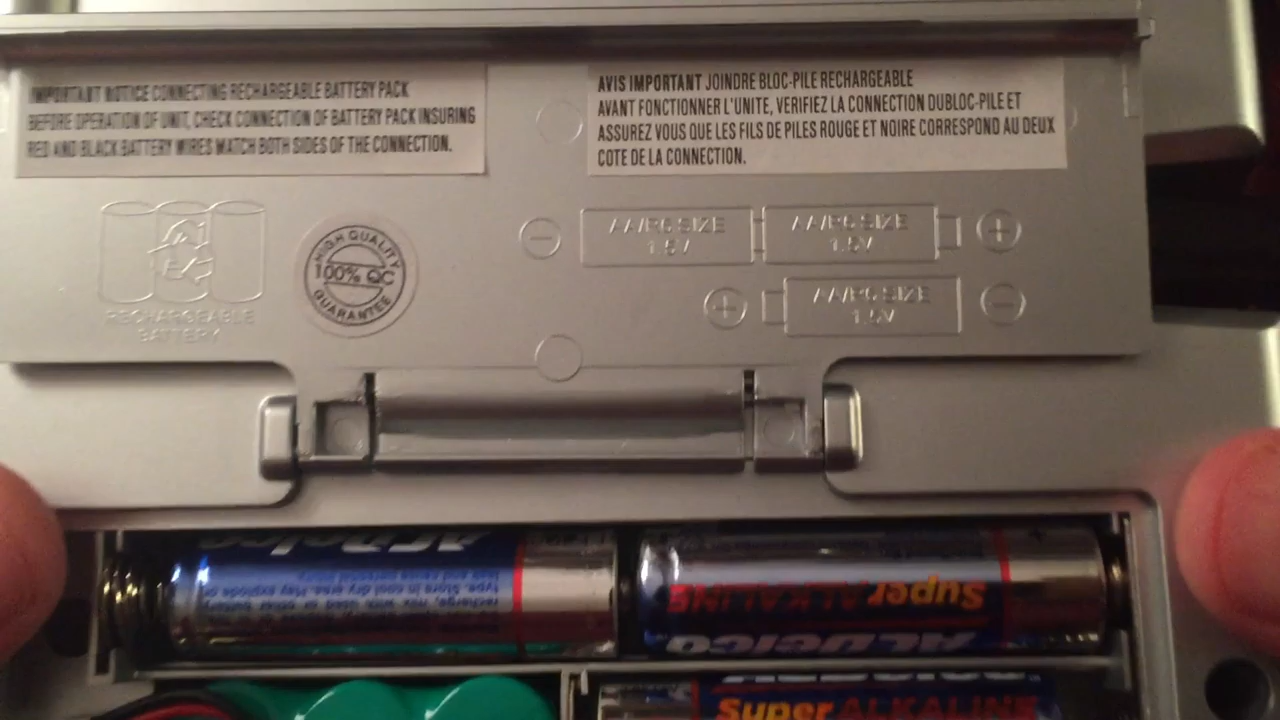 IMPORTANT NOTICE CONNECTING RECHARGEABLE BATTERY PACK
BEFORE OPERATION OF UNIT, CHECK CONNECTION OF BATTERY PACK INSURING
RED AND BLACK BATTERY WIRES MATCH BOTH SIDES OF THE CONNECTION.
AVIS IMPORTANT JOINDRE BLOC-PILE RECHARGEABLE
AVANT FONCTIONNER L'UNITE, VERIFIEZ LA CONNECTION DUBLOC-PILE ET
ASSUREZ VOUS QUE LES FILS DE PILES ROUGE ET NOIRE CORRESPOND AU DEUX
COTE DE LA CONNECTION.
RECHARGEABLE
BATTERY
HIGH QUALITY
100% QC
GUARANTEE
AA/R6 SIZE
1.5V
AA/R6 SIZE
1.5V
AA/R6 SIZE
1.5V
ACDelco
Super ALKALINE
ACDelco
ACDelco
Super ALKALINE